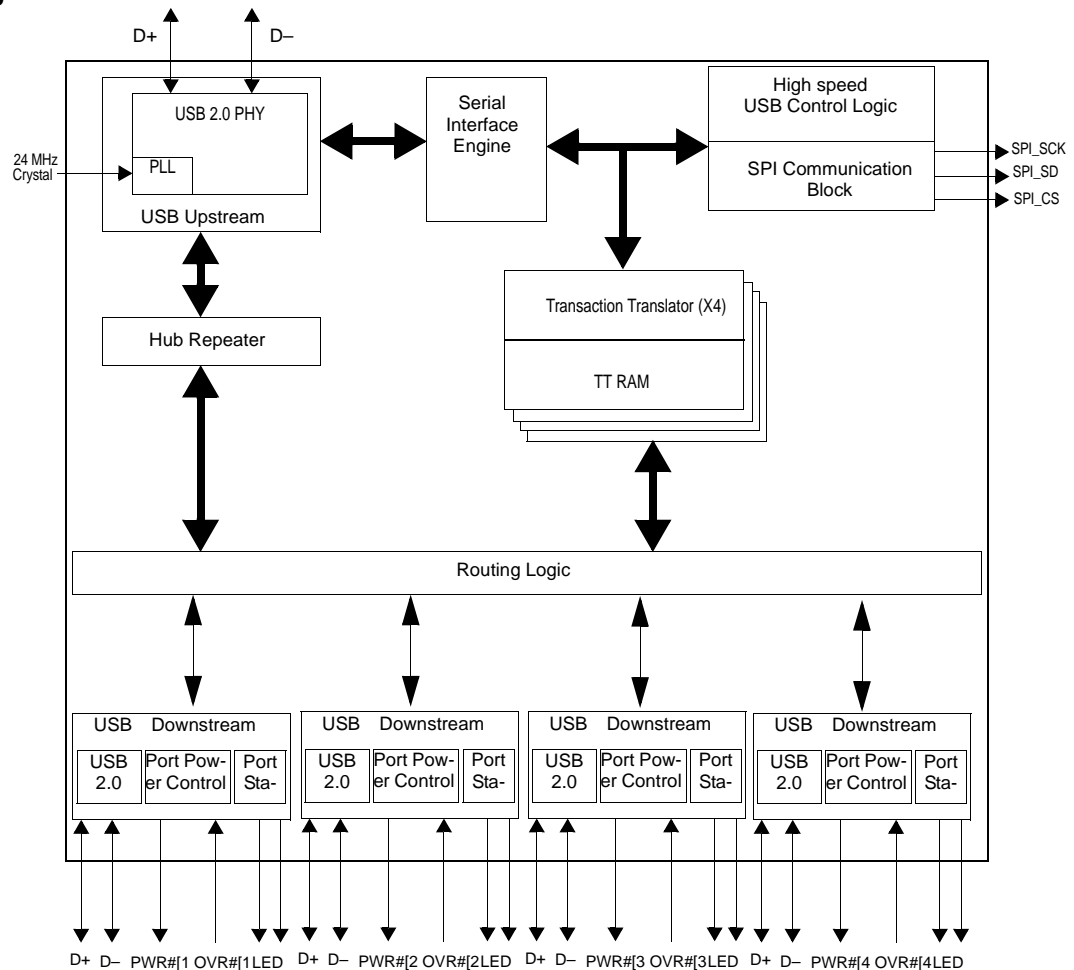 D+ D–
USB 2.0 PHY
PLL
24 MHz
Crystal
USB Upstream
Serial
Interface
Engine
High speed
USB Control Logic
SPI Communication
Block
SPI_SCK
SPI_SD
SPI_CS
Hub Repeater
Transaction Translator (X4)
TT RAM
Routing Logic
USB Downstream
USB
2.0
Port Pow-
er Control
Port
Sta-
USB Downstream
USB
2.0
Port Pow-
er Control
Port
Sta-
USB Downstream
USB
2.0
Port Pow-
er Control
Port
Sta-
USB Downstream
USB
2.0
Port Pow-
er Control
Port
Sta-
D+ D– PWR#[1 OVR#[1LED D+ D– PWR#[2 OVR#[2LED D+ D– PWR#[3 OVR#[3LED D+ D– PWR#[4 OVR#[4LED